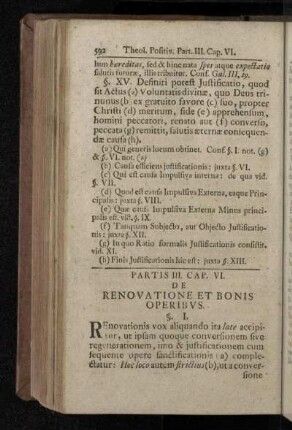 592 Theol. Positiv. Part. III. Cap. VI.
lum hæreditas, sed & hinc nata spes atque expectatio
salutis futuræ, illis tribuitur. Conf. Gal. III, 29.
§. XV. Definiri potest Justificatio, quod
sit Actus (a) voluntatis divinæ, quo Deus tri-
nunus (b ex gratuito favore (c) suo, propter
Christi (d) meritum, fide (e) apprehensum,
homini peccatori, renato aut (f) converso,
peccata (g) remittit, salutis æternæ conicquen-
dæ causa (h).
(a) Qui generis locum obtinet. Conf. §. I. not. (g)
& §. VI. not. (a)
(b) Causa efficiens justificationis: juxta §. VI.
(c) Qui est causa Impulsiva interna: de qua vid.
§. VII.
(d) Quod est causa Impulsiva Externa, eaque Prin-
cipalis: juxta §. VIII.
(e) Quæ causa Impulsiva Externa Minus princi-
palis est. vid. §. IX.
(f) Tanquam Subjecto, aut Objecto Justificatio-
nis: juxta §. XII.
(g) In quo Ratio formalis Justificationis consistit.
vid. §. XI.
(h) Finis Justificationis hic est: juxta §. XIII.
PARTIS III. CAP. VI.
DE
RENOVATIONE ET BONIS
OPERIBVS.
§. I.
REnovationis vox aliquando ita late accipi-
tur, ut ipsam quoque conversionem sive
regenerationem, imo & justificationem cum
sequente opere sanctificationis (a) comple-
ctatur: Hoc loco autem strictius (b), ut a conver-
sione